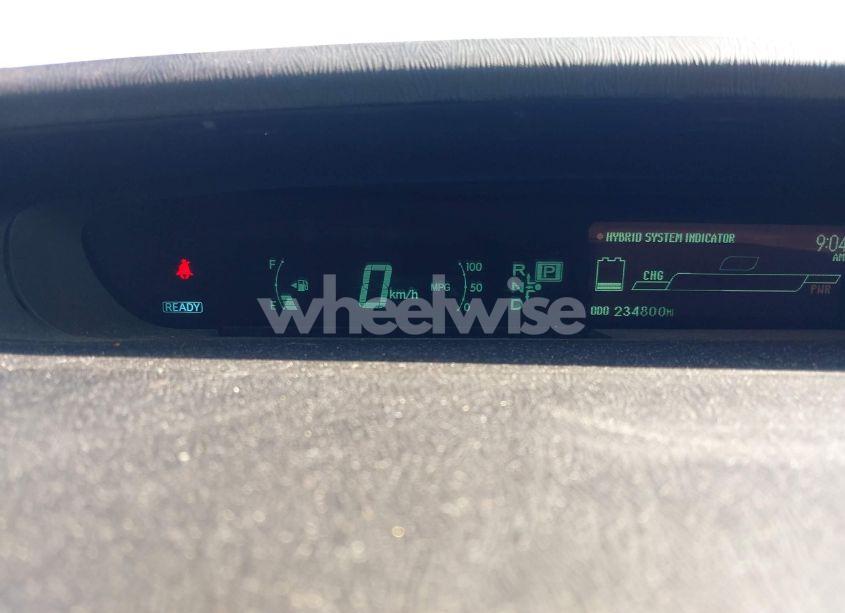 HYBRID SYSTEM INDICATOR
9:04
AM
F
R P
100
CHG
N
MPG 50
0 km/h
PWR
READY
E
0
D
ODO 234800MI
wheelwise